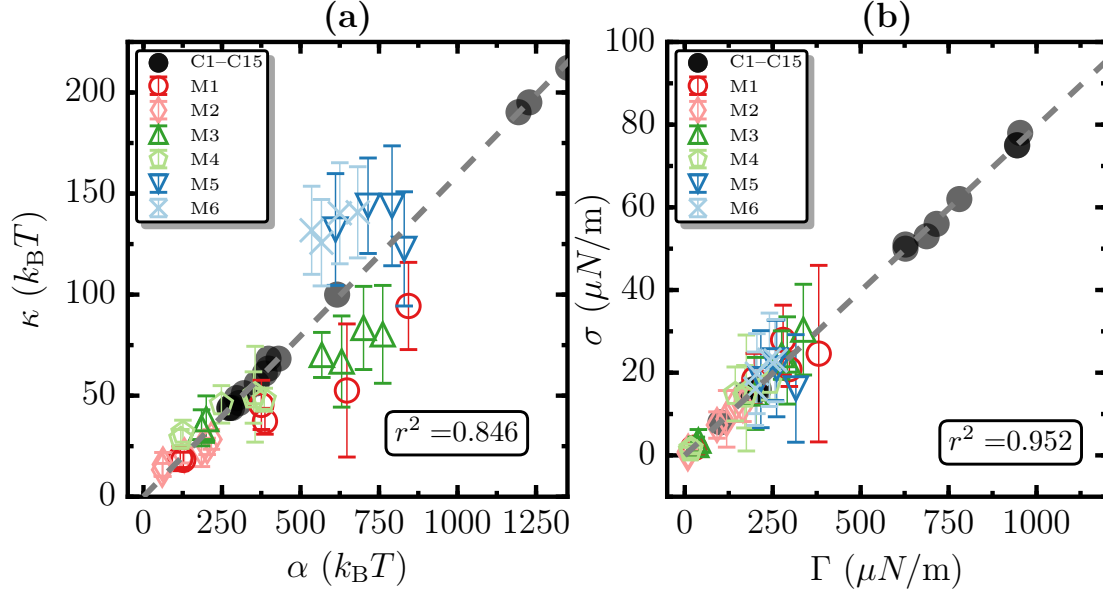 (a)
C1–C15
M1
M2
M3
M4
M5
M6
κ (k_BT)
0
50
100
150
200
r² =0.846
0
250
500
750
1000
1250
α (k_BT)
(b)
C1–C15
M1
M2
M3
M4
M5
M6
σ (μN/m)
0
20
40
60
80
100
r² =0.952
0
250
500
750
1000
Γ (μN/m)